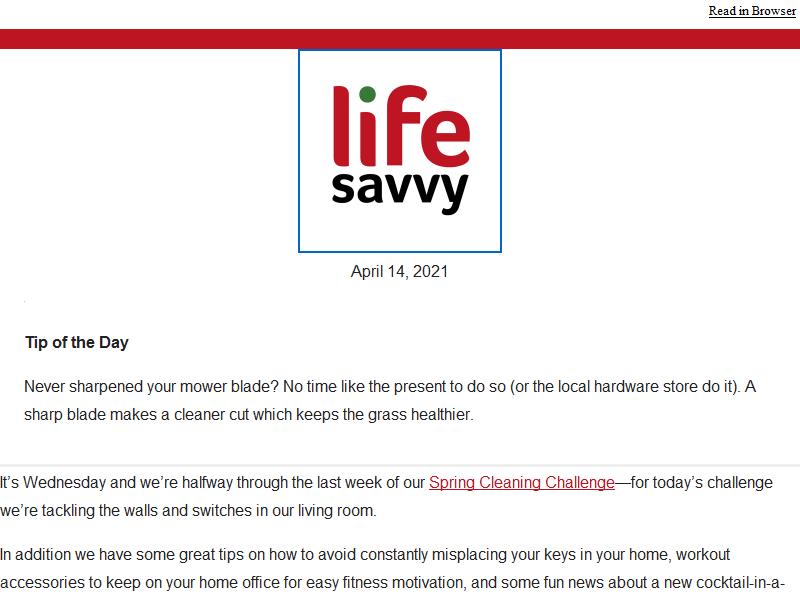 Read in Browser
life
savvy
April 14, 2021
Tip of the Day
Never sharpened your mower blade? No time like the present to do so (or the local hardware store do it). A
sharp blade makes a cleaner cut which keeps the grass healthier.
It’s Wednesday and we’re halfway through the last week of our Spring Cleaning Challenge—for today’s challenge
we’re tackling the walls and switches in our living room.
In addition we have some great tips on how to avoid constantly misplacing your keys in your home, workout
accessories to keep on your home office for easy fitness motivation, and some fun news about a new cocktail-in-a-